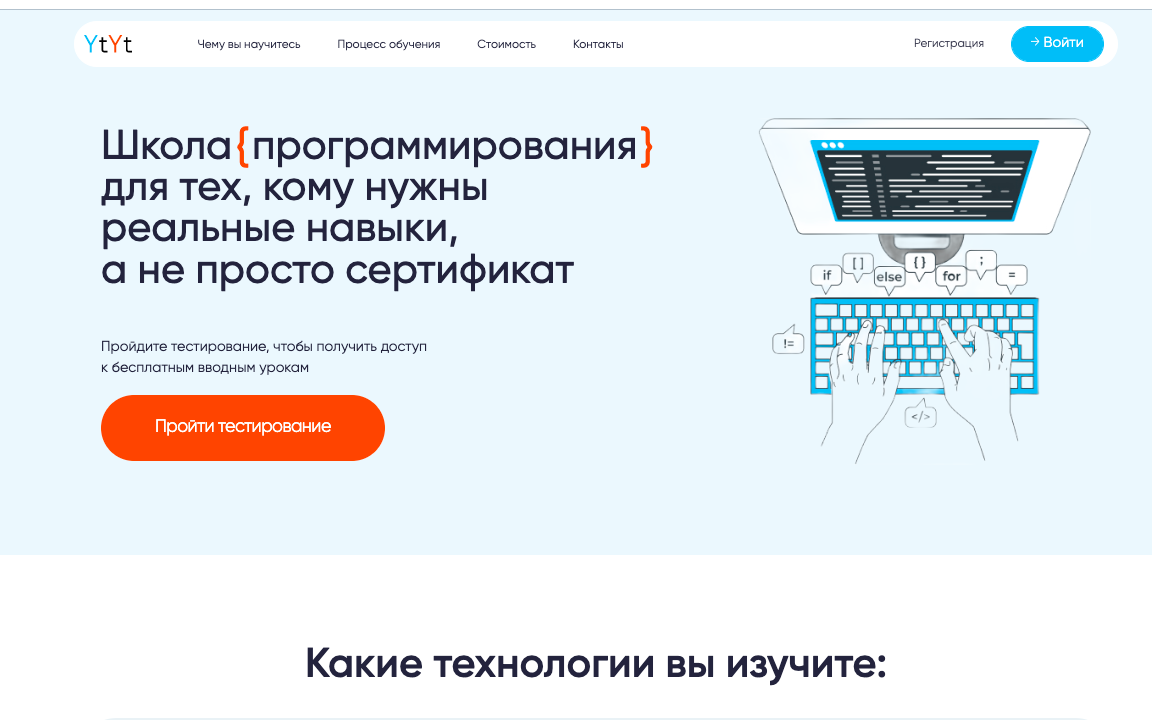 YtYt
Чему вы научитесь
Процесс обучения
Стоимость
Контакты
Регистрация
→ Войти
Школа{программирования}
для тех, кому нужны
реальные навыки,
а не просто сертификат
Пройдите тестирование, чтобы получить доступ
к бесплатным вводным урокам
Пройти тестирование
if
[ ]
else
{ }
for
;
=
!=
</>
Какие технологии вы изучите: